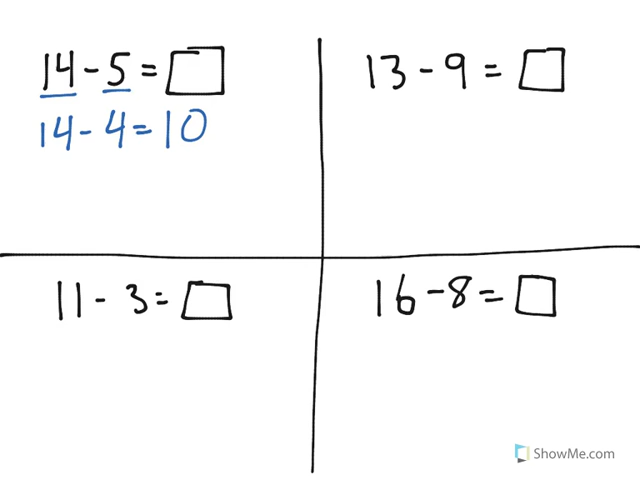 14 - 5 = □
14 - 4 = 10
13 - 9 = □
11 - 3 = □
16 - 8 = □
ShowMe.com